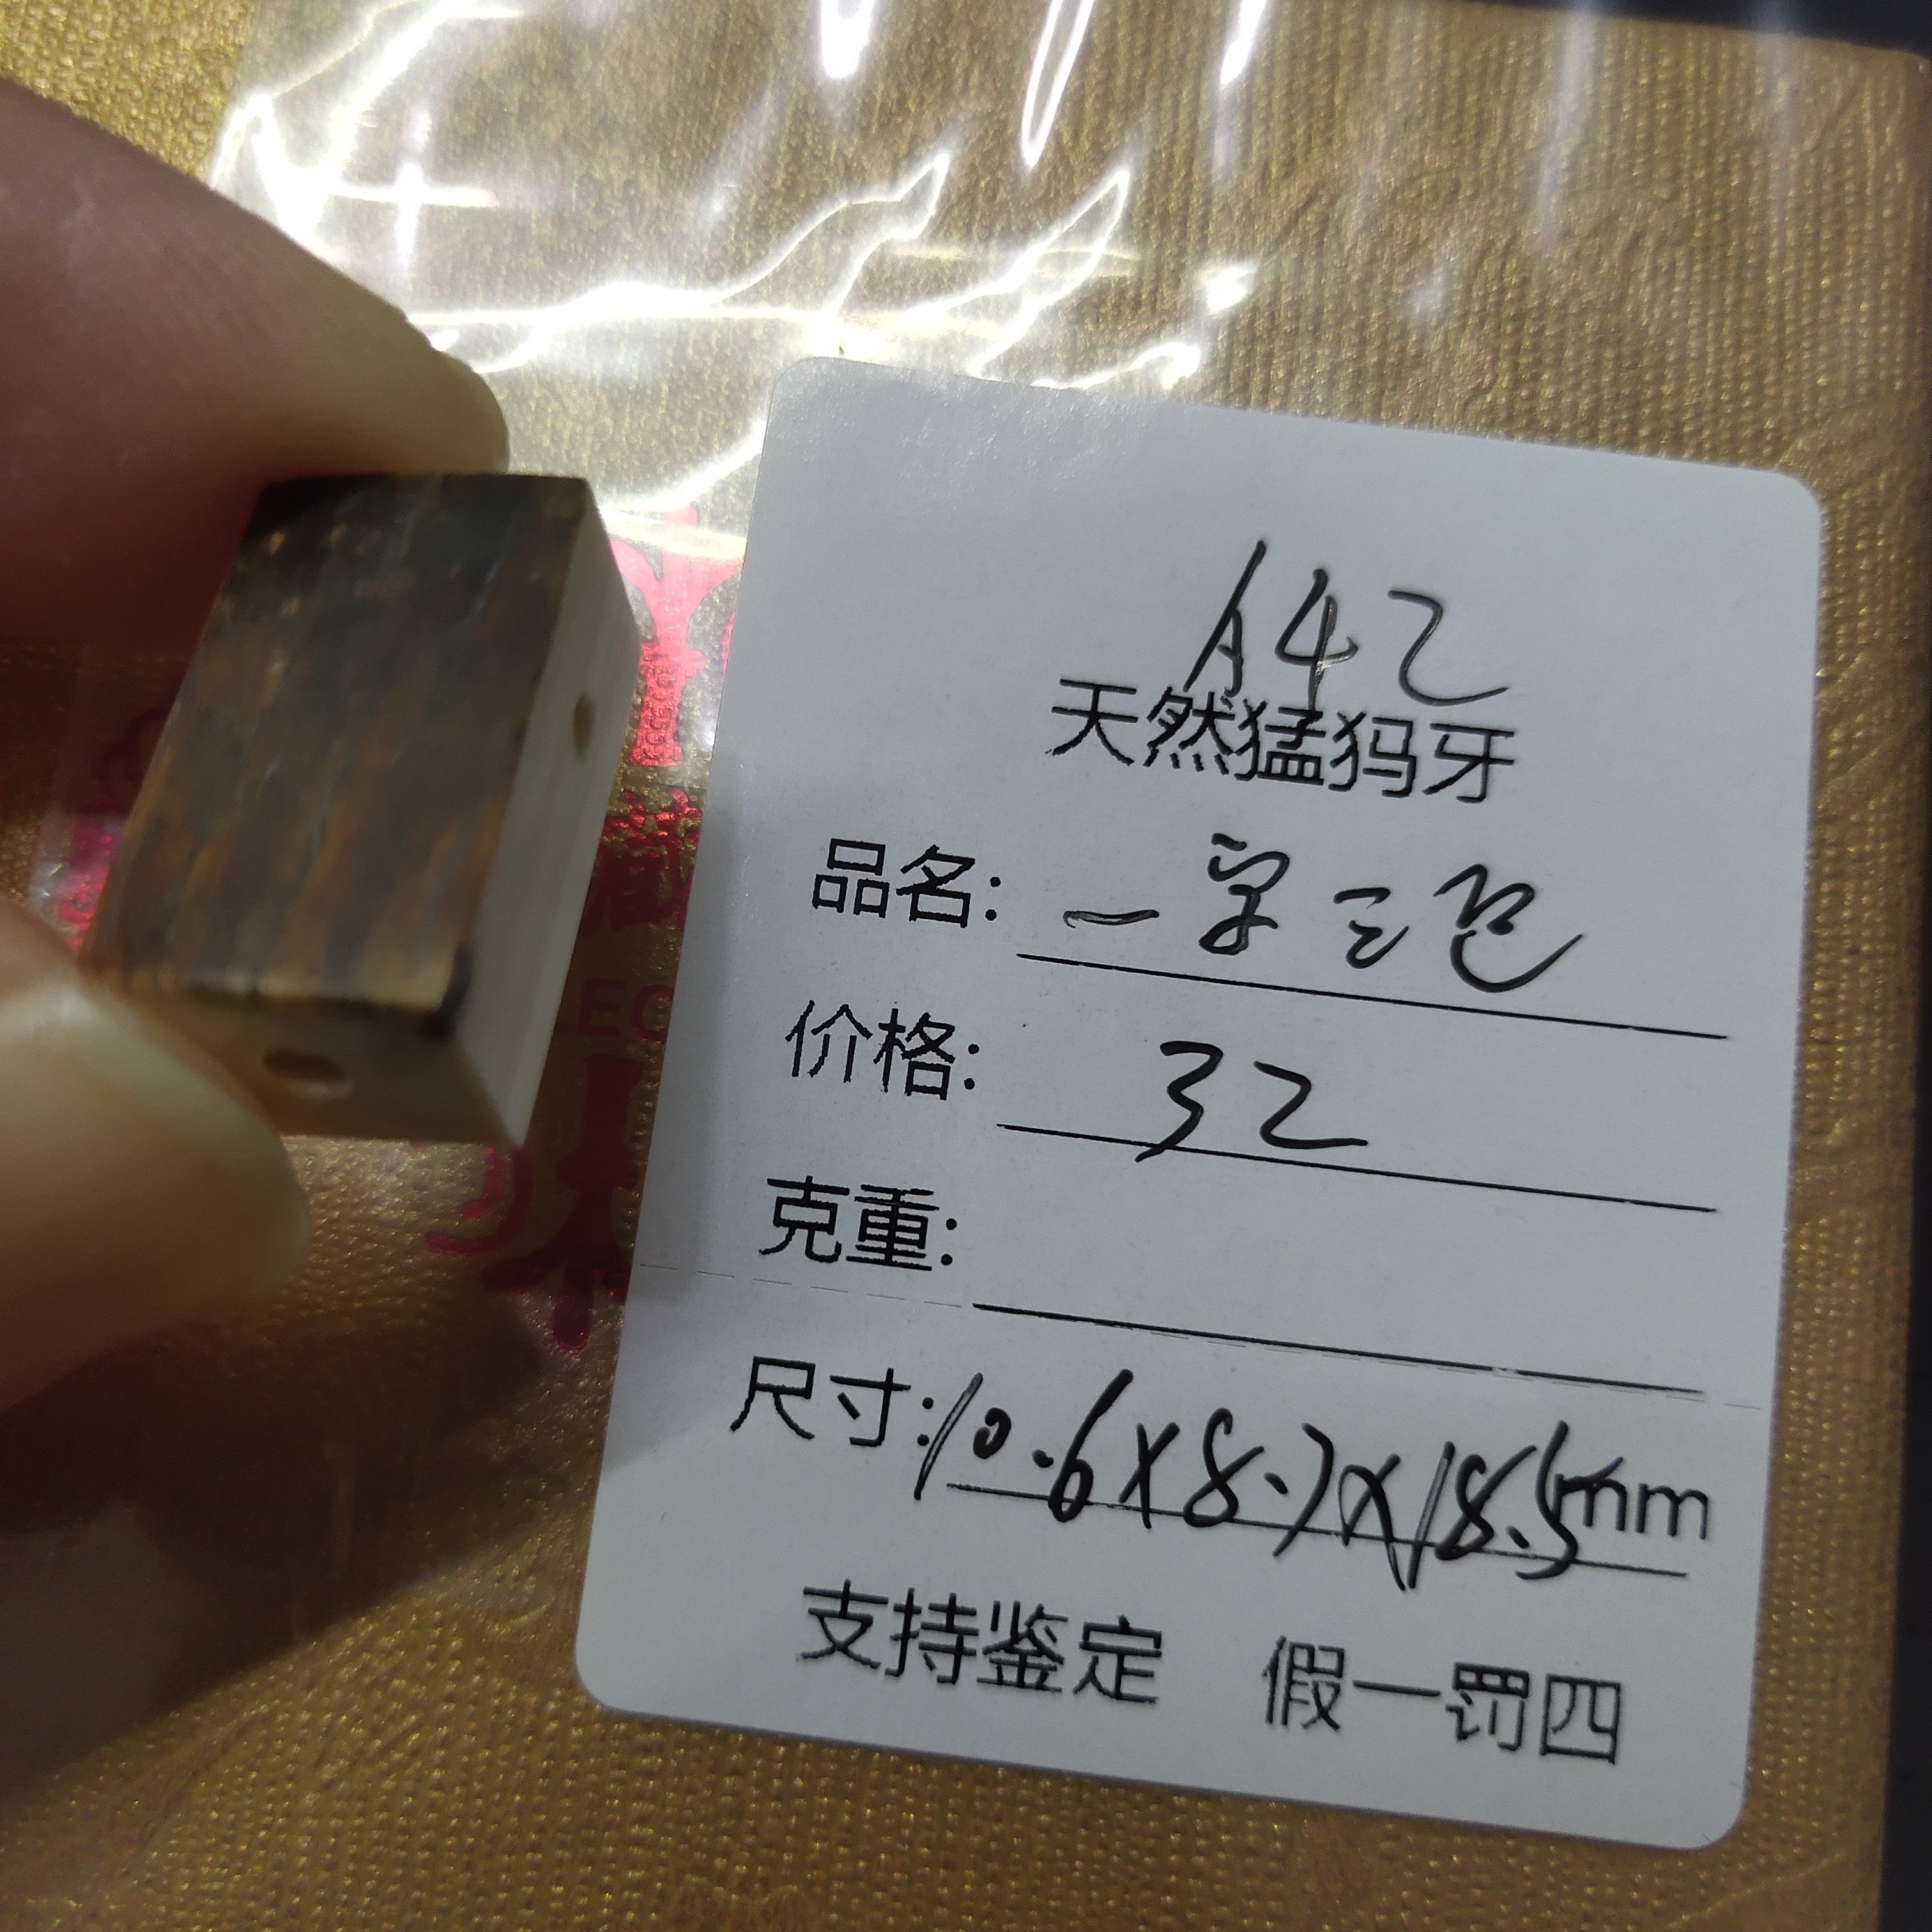 A42
天然猛犸牙
品名: 一字三色
价格: 32
克重:
尺寸: 10.6x8.7x18.5mm
支持鉴定 假一罚四